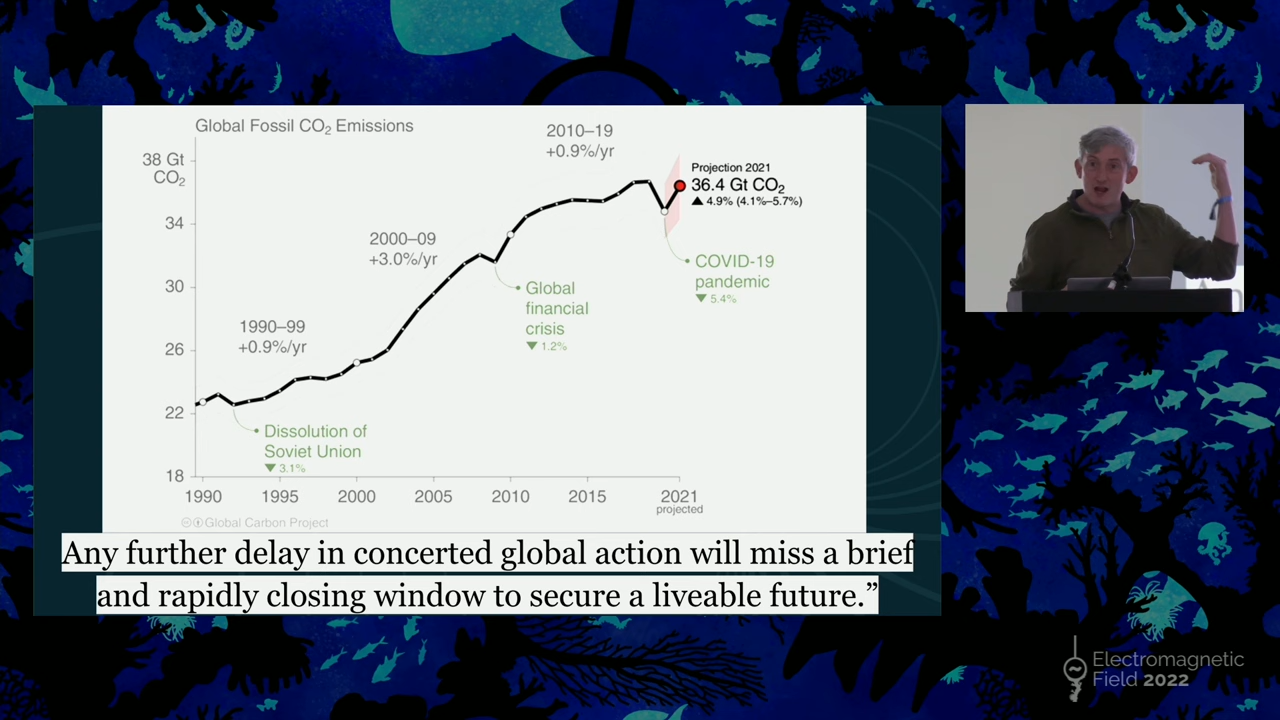 Global Fossil CO₂ Emissions
38 Gt
CO₂
34
30
26
22
18
1990
1995
2000
2005
2010
2015
2021
projected
1990–99
+0.9%/yr
2000–09
+3.0%/yr
2010–19
+0.9%/yr
Projection 2021
36.4 Gt CO₂
▲ 4.9% (4.1%–5.7%)
Dissolution of
Soviet Union
▼ 3.1%
Global
financial
crisis
▼ 1.2%
COVID-19
pandemic
▼ 5.4%
Global Carbon Project
Any further delay in concerted global action will miss a brief
and rapidly closing window to secure a liveable future.”
Electromagnetic
Field 2022